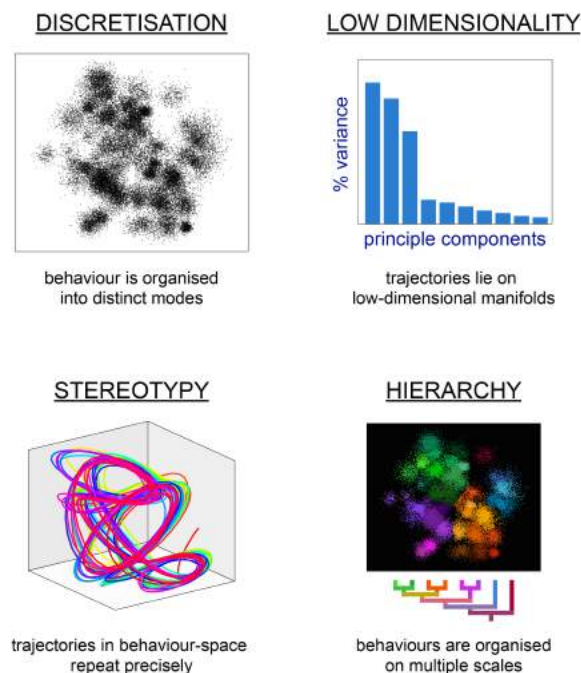 DISCRETISATION
behaviour is organised
into distinct modes
LOW DIMENSIONALITY
% variance
principle components
trajectories lie on
low-dimensional manifolds
STEREOTYPY
trajectories in behaviour-space
repeat precisely
HIERARCHY
behaviours are organised
on multiple scales